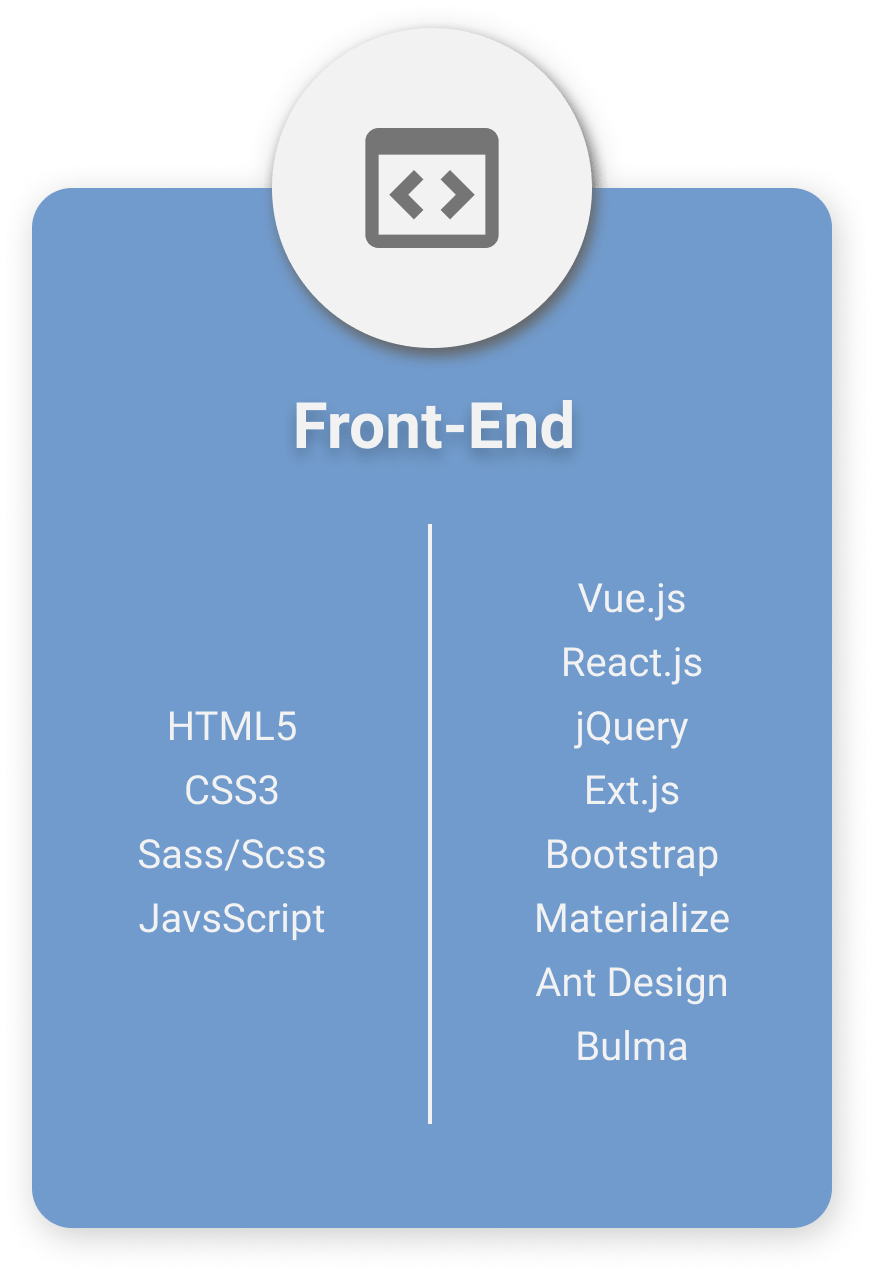 Front-End
HTML5
CSS3
Sass/Scss
JavsScript
Vue.js
React.js
jQuery
Ext.js
Bootstrap
Materialize
Ant Design
Bulma